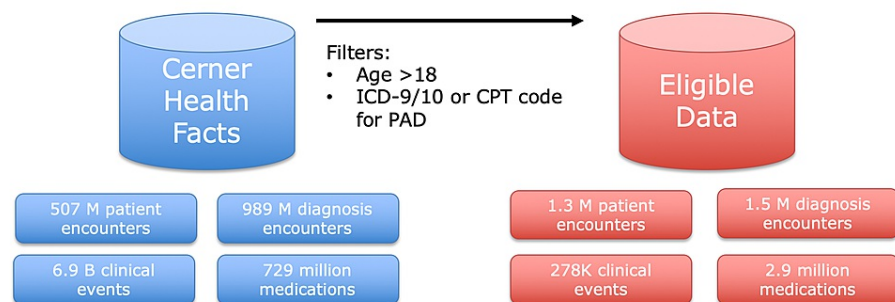 Cerner
Health
Facts
Filters:
• Age >18
• ICD-9/10 or CPT code
for PAD
Eligible
Data
507 M patient
encounters
989 M diagnosis
encounters
1.3 M patient
encounters
1.5 M diagnosis
encounters
6.9 B clinical
events
729 million
medications
278K clinical
events
2.9 million
medications